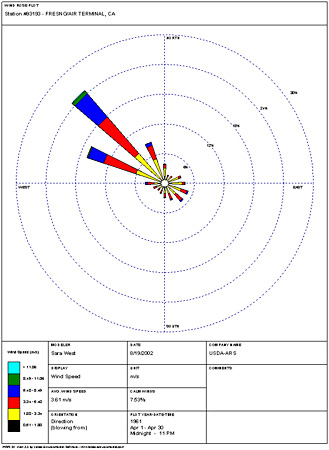 WIND ROSE PLOT
Station #93193 - FRESNO/AIR TERMINAL, CA
NORTH
30%
24%
18%
12%
6%
WEST
EAST
SOUTH
Wind Speed (m/s)
> 11.06
8.49 - 11.06
5.40 - 8.49
3.34 - 5.40
1.80 - 3.34
0.51 - 1.80
MODELER
Sara West
DATE
8/19/2002
COMPANY NAME
USDA-ARS
DISPLAY
Wind Speed
UNIT
m/s
COMMENTS
AVG. WIND SPEED
3.61 m/s
CALM WINDS
7.53%
ORIENTATION
Direction
(blowing from)
PLOT YEAR-DATE-TIME
1961
Apr 1 - Apr 30
Midnight - 11 PM